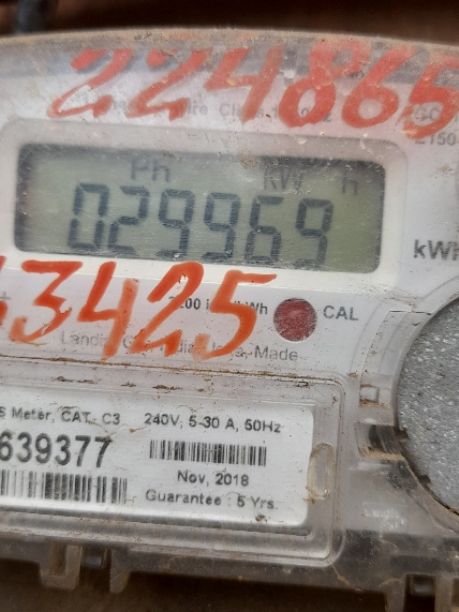 224865
Ph kW h
029969
kWh
3425
CAL
Made
S Meter, CAT.- C3 240V, 5-30 A, 50Hz
639377
Nov, 2018
Guarantee : 5 Yrs.